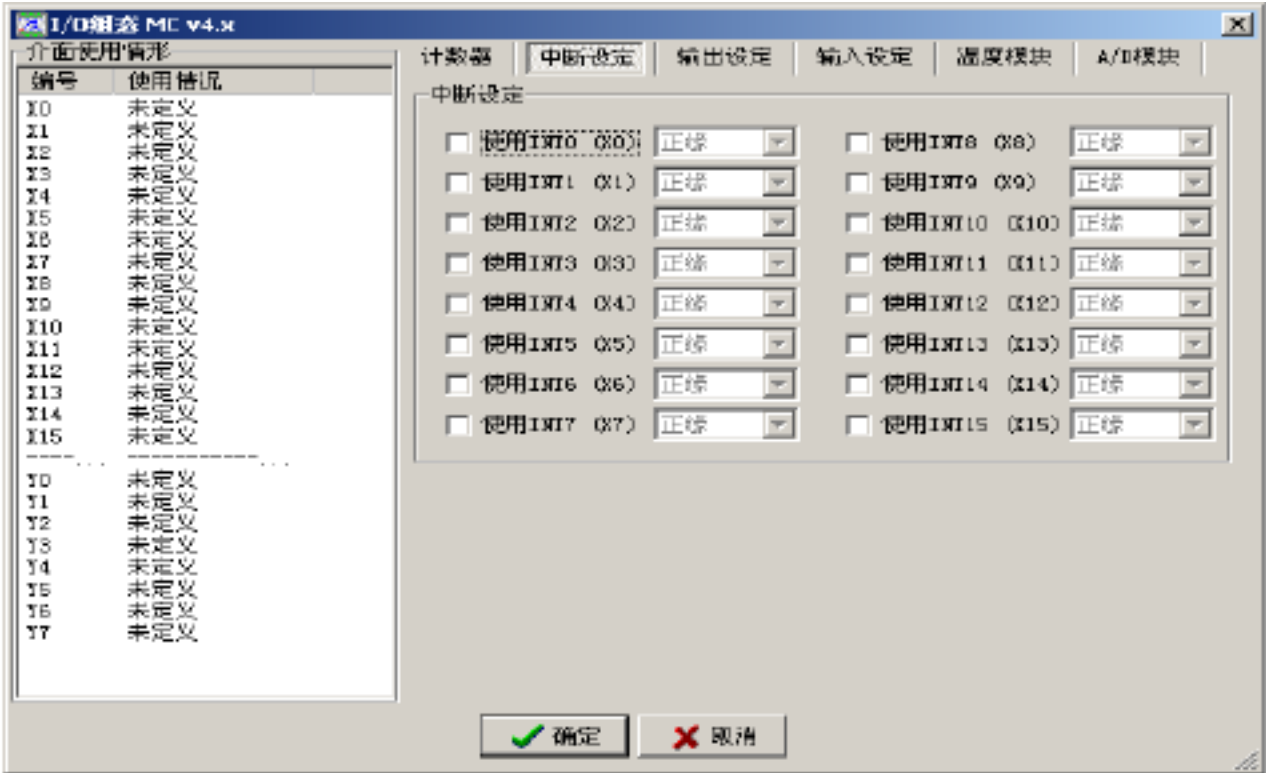 I/O组态 MC v4.x
介面使用情形
编号 使用情况
X0 未定义
X1 未定义
X2 未定义
X3 未定义
X4 未定义
X5 未定义
X6 未定义
X7 未定义
X8 未定义
X9 未定义
X10 未定义
X11 未定义
X12 未定义
X13 未定义
X14 未定义
X15 未定义
----... -----------...
Y0 未定义
Y1 未定义
Y2 未定义
Y3 未定义
Y4 未定义
Y5 未定义
Y6 未定义
Y7 未定义
计数器 中断设定 输出设定 输入设定 温度模块 A/D模块
中断设定
使用INT0 (X0) 正缘 使用INT8 (X8) 正缘
使用INT1 (X1) 正缘 使用INT9 (X9) 正缘
使用INT2 (X2) 正缘 使用INT10 (X10) 正缘
使用INT3 (X3) 正缘 使用INT11 (X11) 正缘
使用INT4 (X4) 正缘 使用INT12 (X12) 正缘
使用INT5 (X5) 正缘 使用INT13 (X13) 正缘
使用INT6 (X6) 正缘 使用INT14 (X14) 正缘
使用INT7 (X7) 正缘 使用INT15 (X15) 正缘
确定 取消